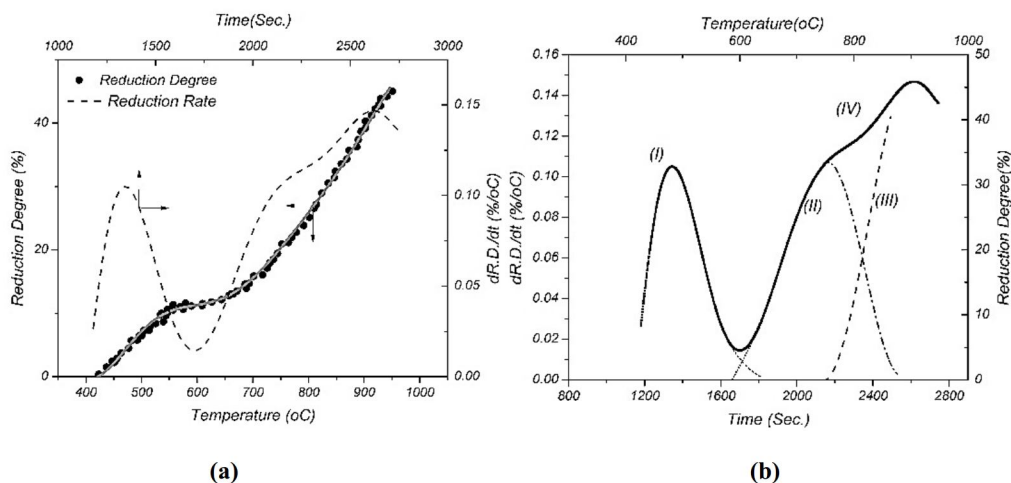 Time(Sec.)
1000 1500 2000 2500 3000
50
Reduction Degree
Reduction Rate
40
20
10
0
Reduction Degree (%)
0.15
0.10
0.05
0.00
dR.D./dt (%/oC)
400 500 600 700 800 900 1000
Temperature (oC)
(a)
Temperature(oC)
400 600 800 1000
0.16
0.14
0.12
0.10
0.08
0.06
0.04
0.02
0.00
dR.D./dt (%/oC)
(I)
(II)
(III)
(IV)
50
40
30
20
10
0
Reduction Degree(%)
800 1200 1600 2000 2400 2800
Time (Sec.)
(b)